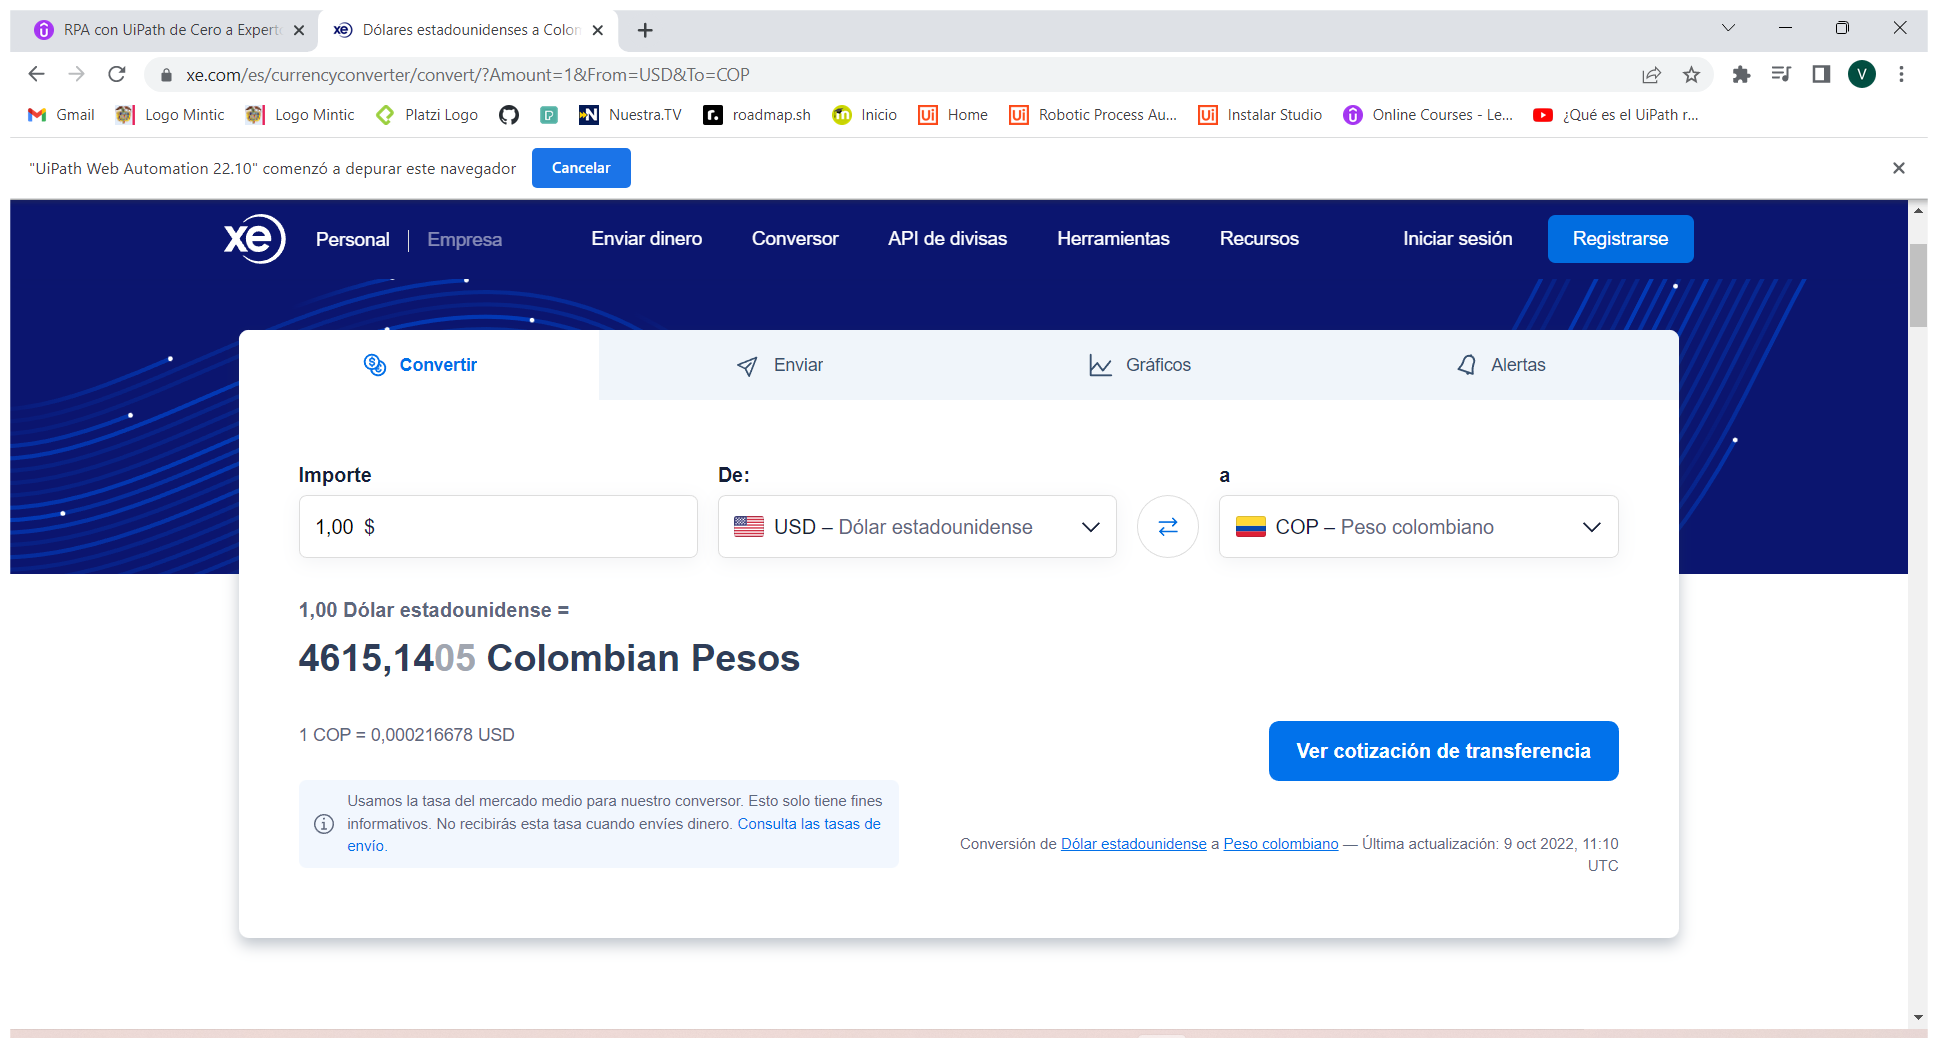 RPA con UiPath de Cero a Expert
xe Dólares estadounidenses a Colom
xe.com/es/currencyconverter/convert/?Amount=1&From=USD&To=COP
V
Gmail Logo Mintic Logo Mintic Platzi Logo Nuestra.TV roadmap.sh Inicio Home Robotic Process Au... Instalar Studio Online Courses - Le... ¿Qué es el UiPath r...
"UiPath Web Automation 22.10" comenzó a depurar este navegador Cancelar
xe Personal Empresa Enviar dinero Conversor API de divisas Herramientas Recursos Iniciar sesión Registrarse
Convertir Enviar Gráficos Alertas
Importe De: a
1,00 $ USD – Dólar estadounidense COP – Peso colombiano
1,00 Dólar estadounidense =
4615,1405 Colombian Pesos
1 COP = 0,000216678 USD
Ver cotización de transferencia
Usamos la tasa del mercado medio para nuestro conversor. Esto solo tiene fines
informativos. No recibirás esta tasa cuando envíes dinero. Consulta las tasas de
envío.
Conversión de Dólar estadounidense a Peso colombiano — Última actualización: 9 oct 2022, 11:10
UTC